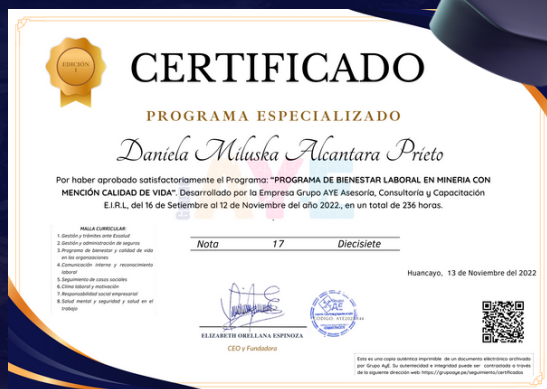 EDICIÓN
1
CERTIFICADO
PROGRAMA ESPECIALIZADO
Daniela Miluska Alcantara Prieto
Por haber aprobado satisfactoriamente el Programa: “PROGRAMA DE BIENESTAR LABORAL EN MINERIA CON
MENCIÓN CALIDAD DE VIDA”. Desarrollado por la Empresa Grupo AYE Asesoría, Consultoría y Capacitación
E.I.R.L, del 16 de Setiembre al 12 de Noviembre del año 2022., en un total de 236 horas.
MALLA CURRICULAR:
1. Gestión y trámites ante Essalud
2. Gestión y administración de seguros
3. Programa de bienestar y calidad de vida
en las organizaciones
4. Comunicación interna y reconocimiento
laboral
5. Seguimiento de casos sociales
6. Clima laboral y motivación
7. Responsabilidad social empresarial
8. Salud mental y seguridad y salud en el
trabajo
Nota 17 Diecisiete
Huancayo, 13 de Noviembre del 2022
ELIZABETH ORELLANA ESPINOZA
CEO y Fundadora
Esta es una copia auténtica imprimible de un documento electrónico archivado
por Grupo AyE. Su autenticidad e integridad puede ser contrastada a través
de la siguiente dirección web: https://grupoaye.pe/seguimiento/certificados